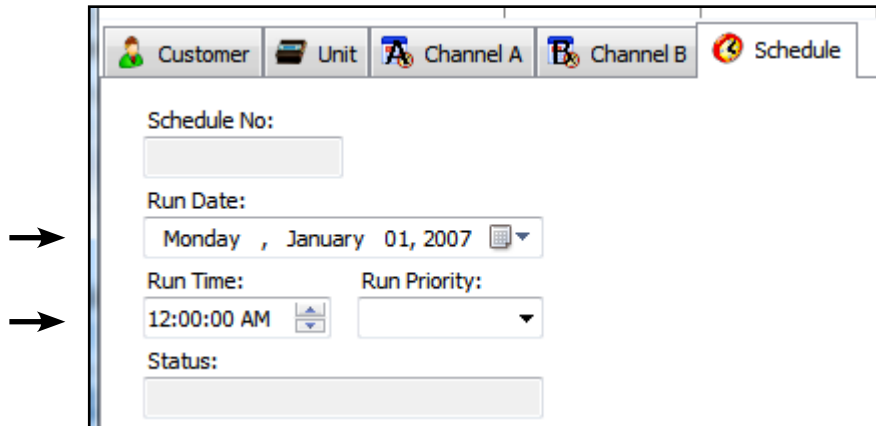 Customer Unit Channel A Channel B Schedule
Schedule No:
Run Date:
Monday , January 01, 2007
Run Time: Run Priority:
12:00:00 AM
Status: